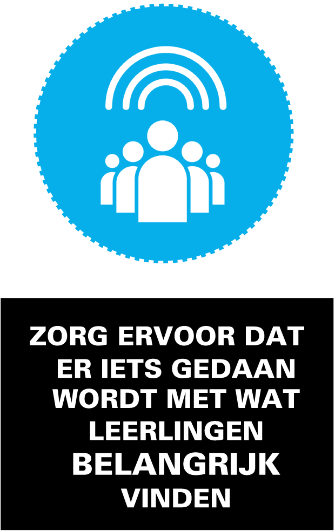 ZORG ERVOOR DAT
ER IETS GEDAAN
WORDT MET WAT
LEERLINGEN
BELANGRIJK
VINDEN